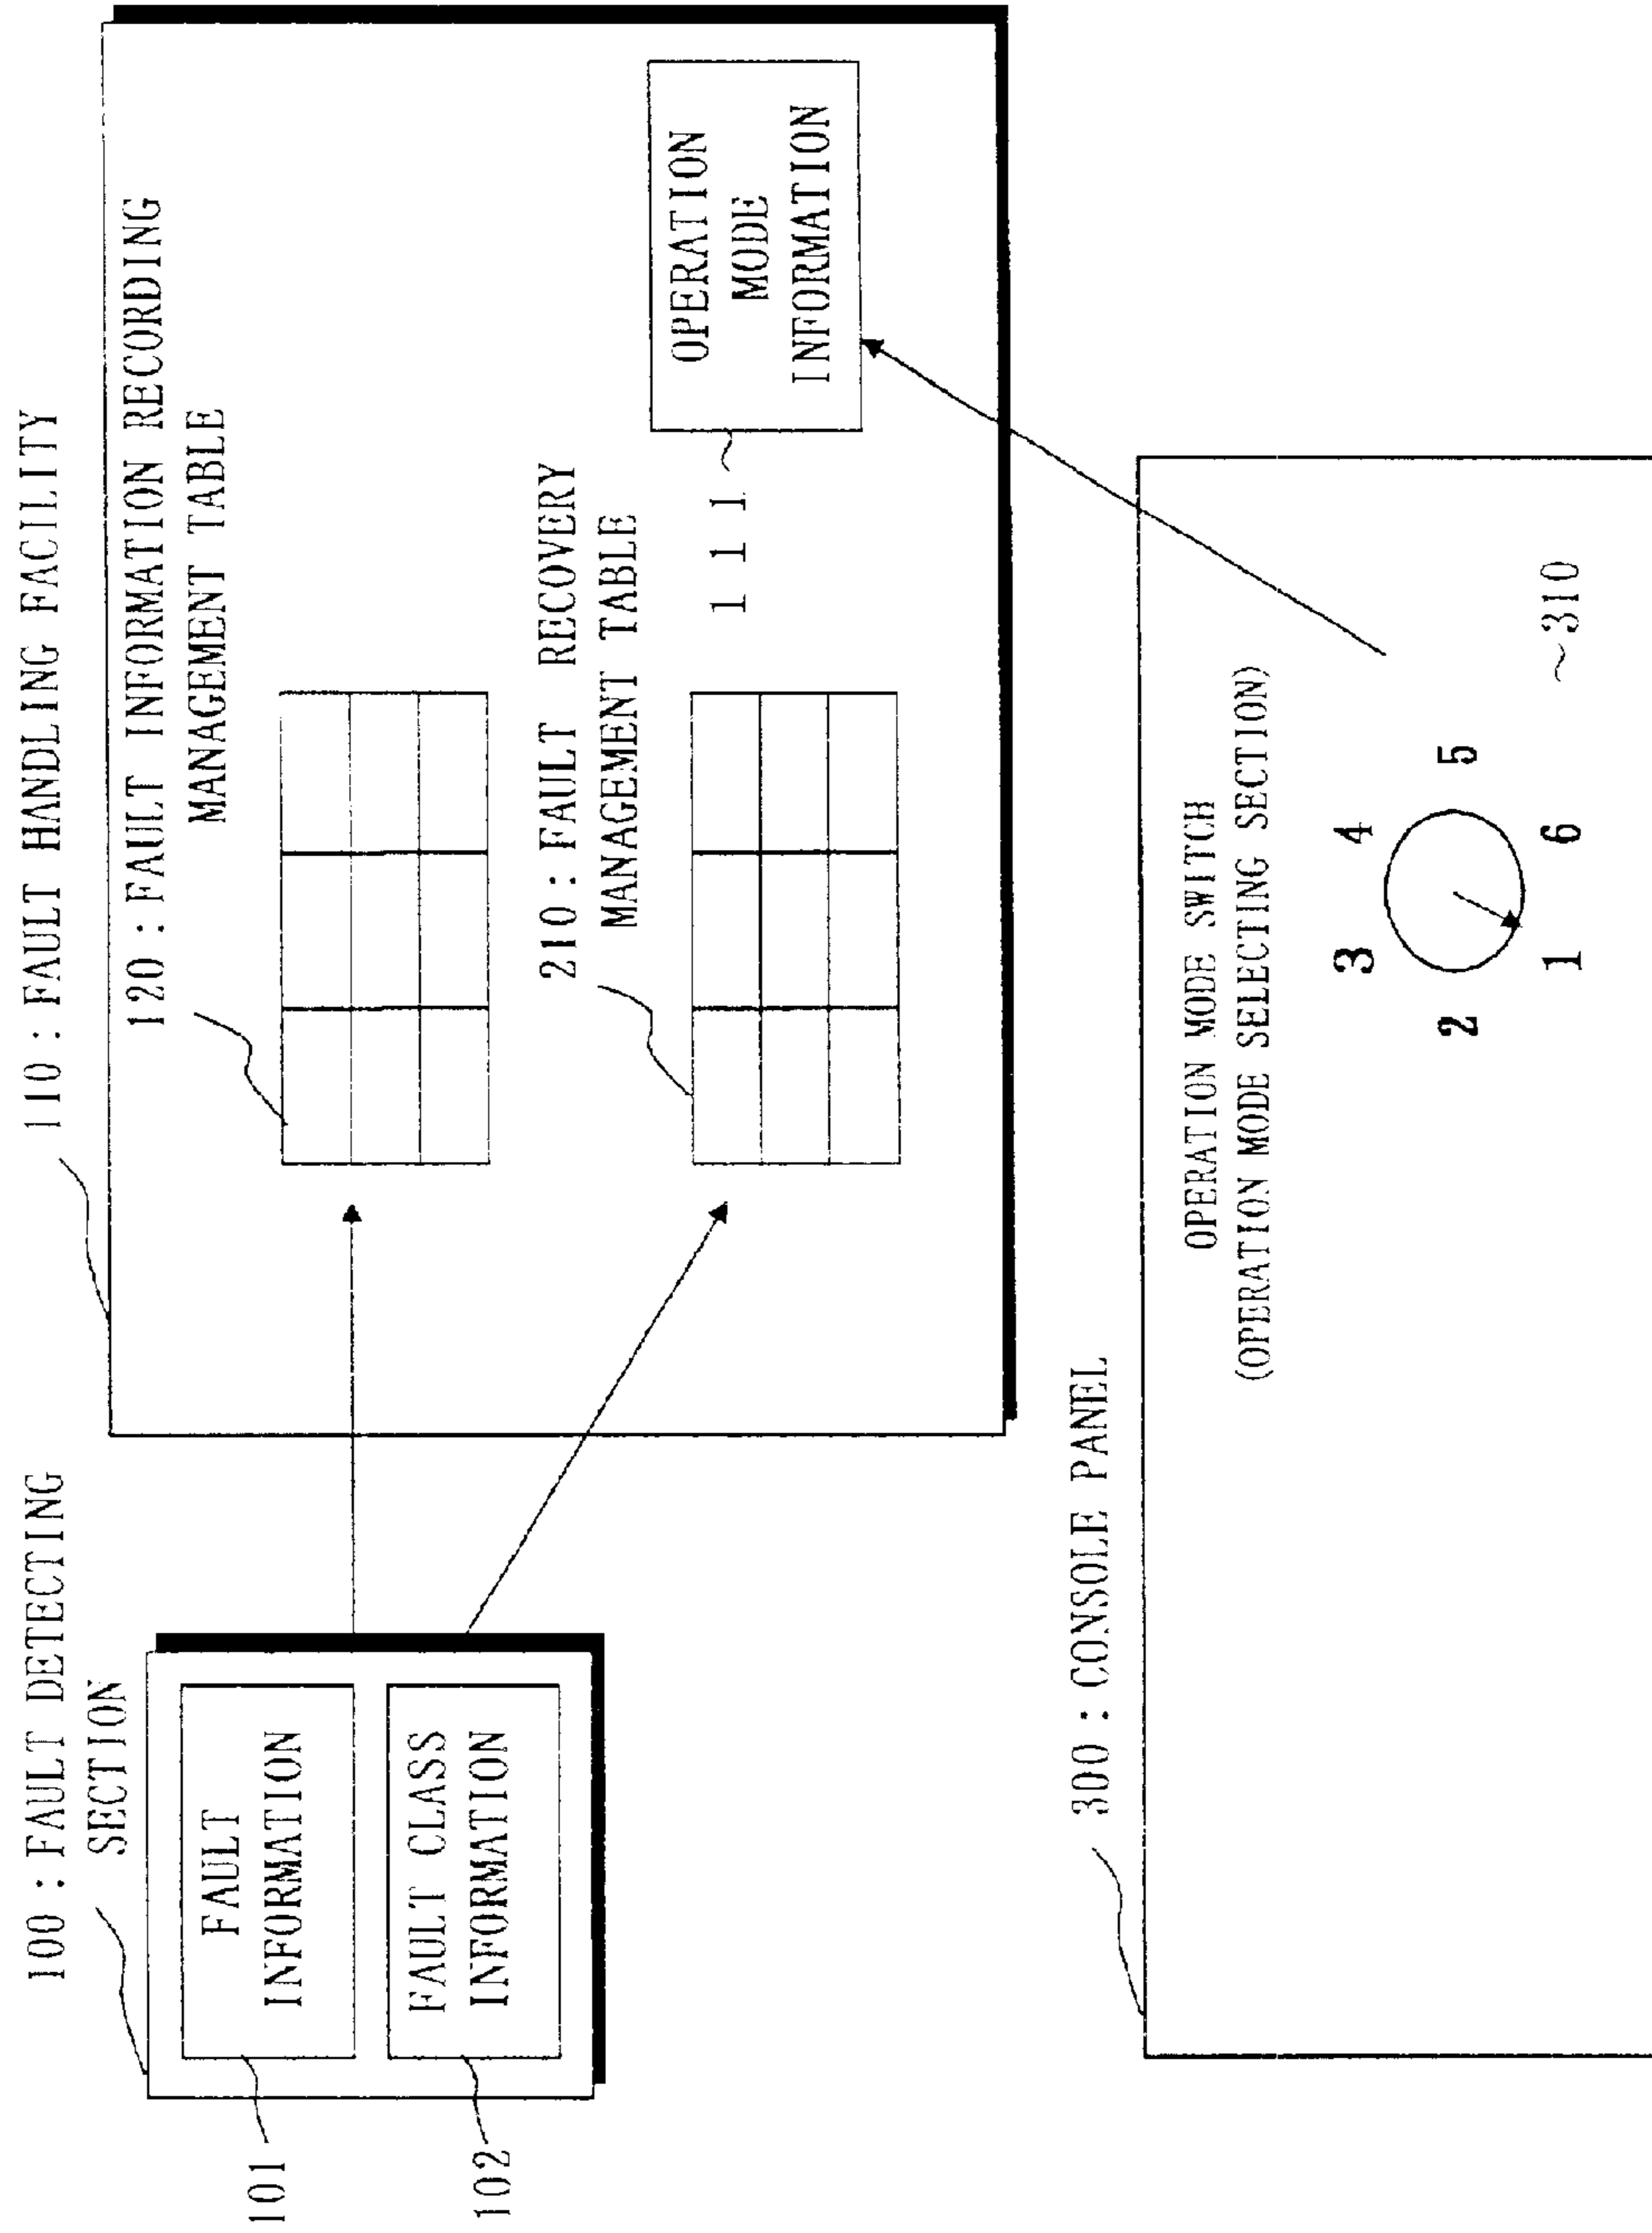 100 : FAULT DETECTING
SECTION
FAULT
INFORMATION
101
FAULT CLASS
INFORMATION
102
110 : FAULT HANDLING FACILITY
120 : FAULT INFORMATION RECORDING
MANAGEMENT TABLE
210 : FAULT RECOVERY
MANAGEMENT TABLE
OPERATION
MODE
INFORMATION
111
300 : CONSOLE PANEL
OPERATION MODE SWITCH
(OPERATION MODE SELECTING SECTION)
3 4
2 5
1 6
~310